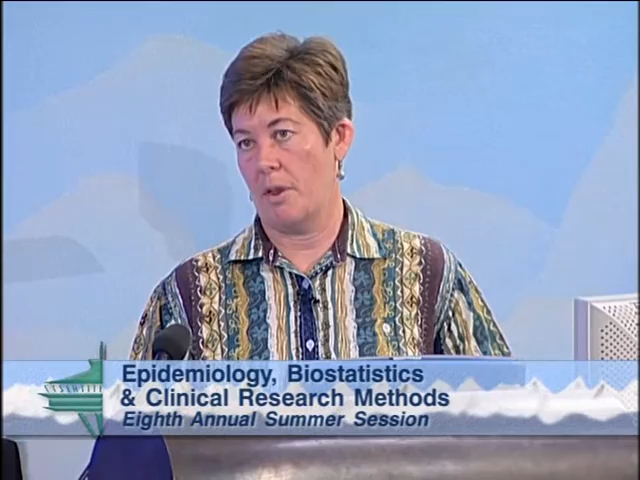 Epidemiology, Biostatistics
& Clinical Research Methods
Eighth Annual Summer Session